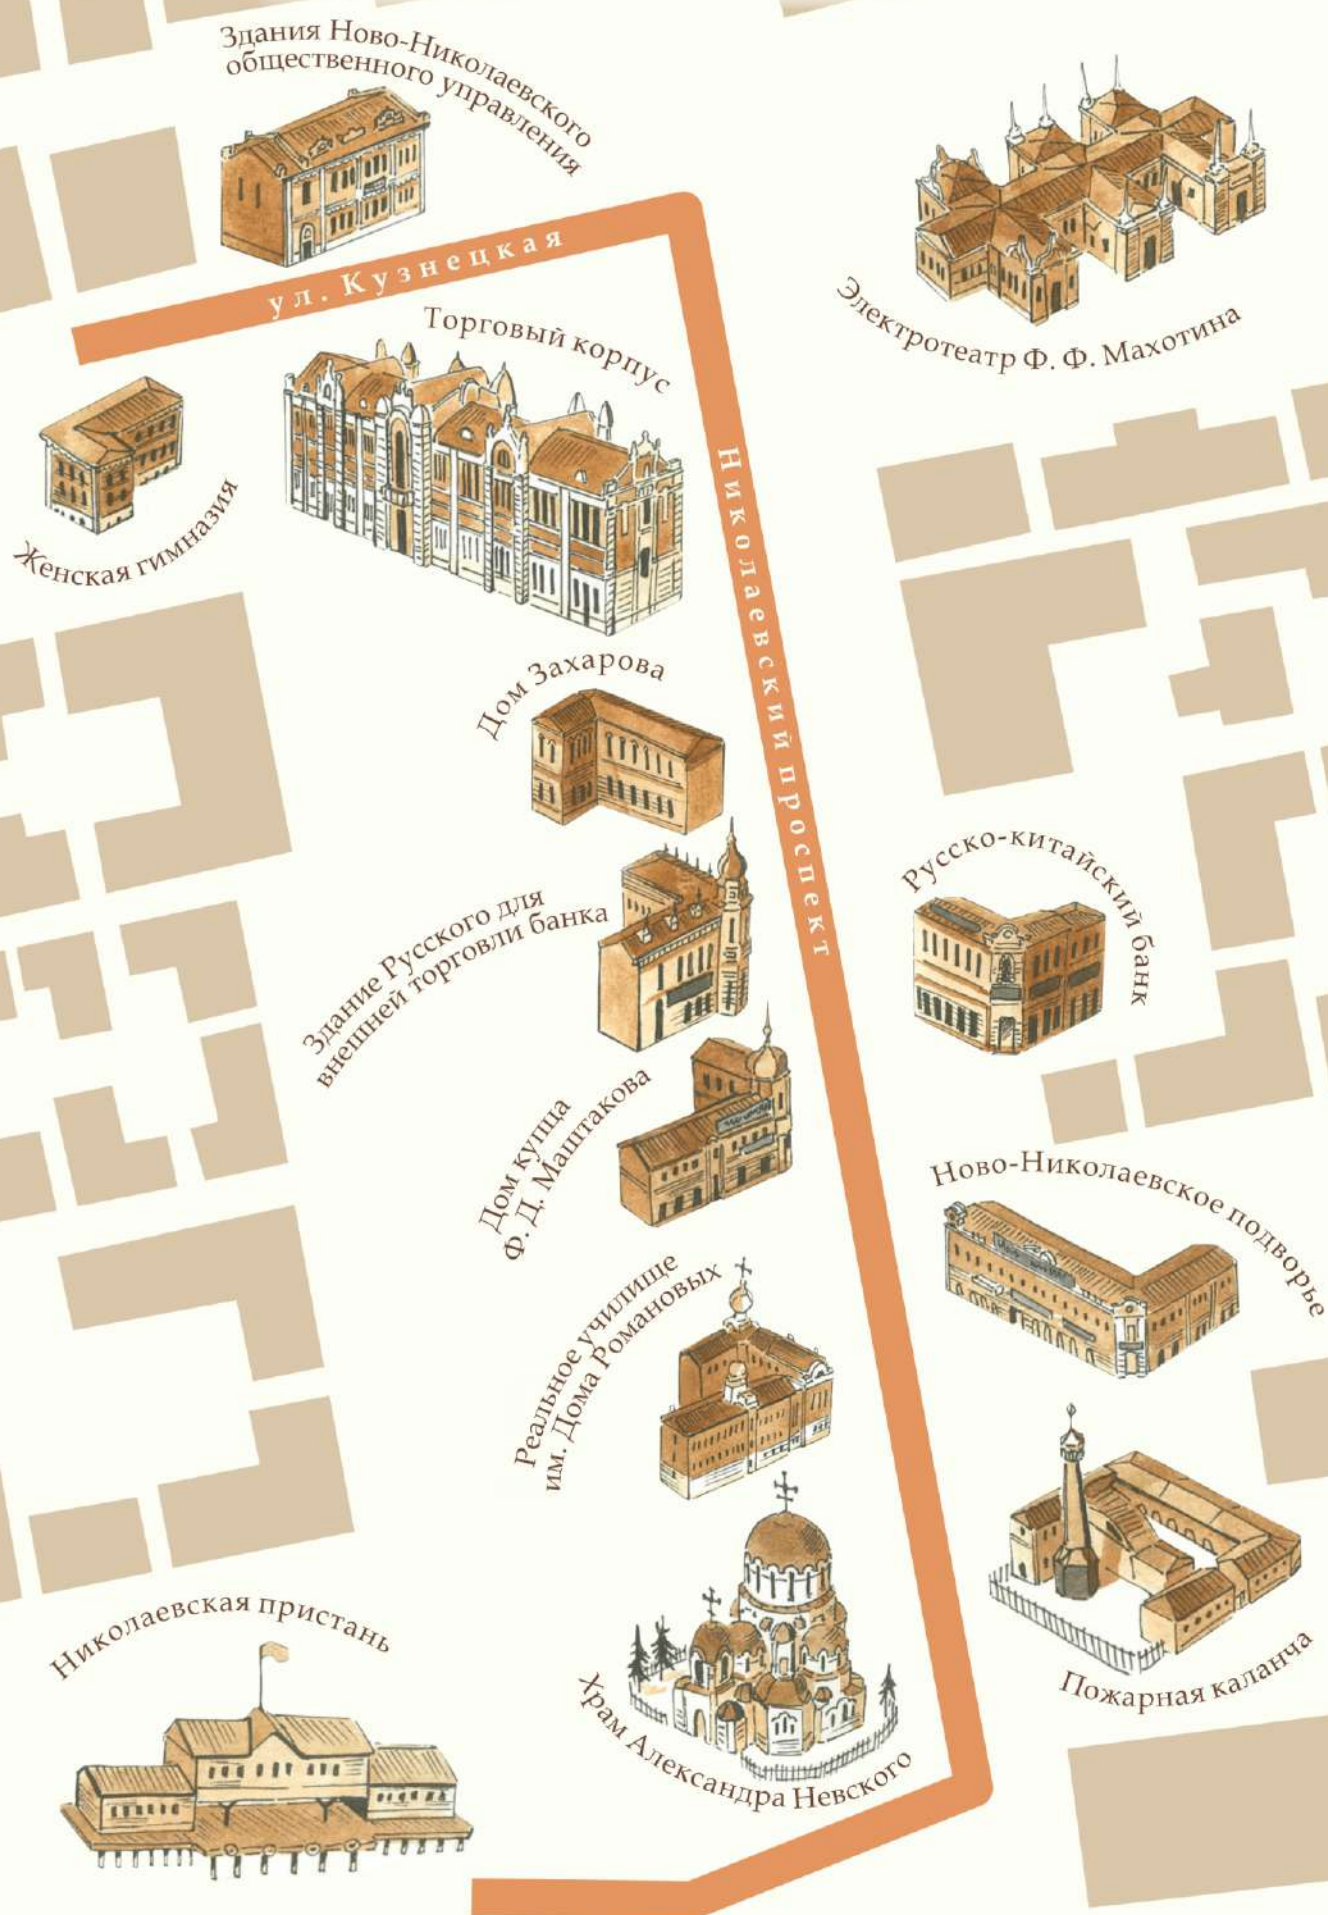 Здания Ново-Николаевского
общественного управления
ул. Кузнецкая
Электротеатр Ф. Ф. Махотина
Торговый корпус
Женская гимназия
Николаевский проспект
Дом Захарова
Русско-китайский банк
Здание Русского для
внешней торговли банка
Дом купца
Ф. Д. Маштакова
Ново-Николаевское подворье
Реальное училище
им. Дома Романовых
Николаевская пристань
Храм Александра Невского
Пожарная каланча